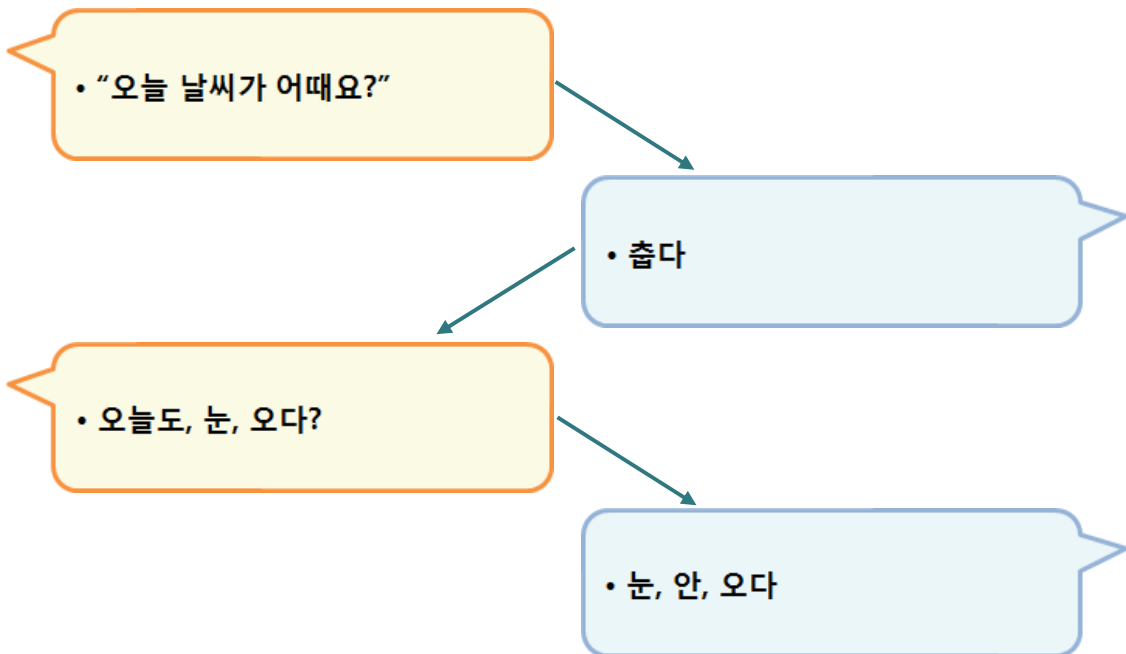 • “오늘 날씨가 어때요?”
• 춥다
• 오늘도, 눈, 오다?
• 눈, 안, 오다